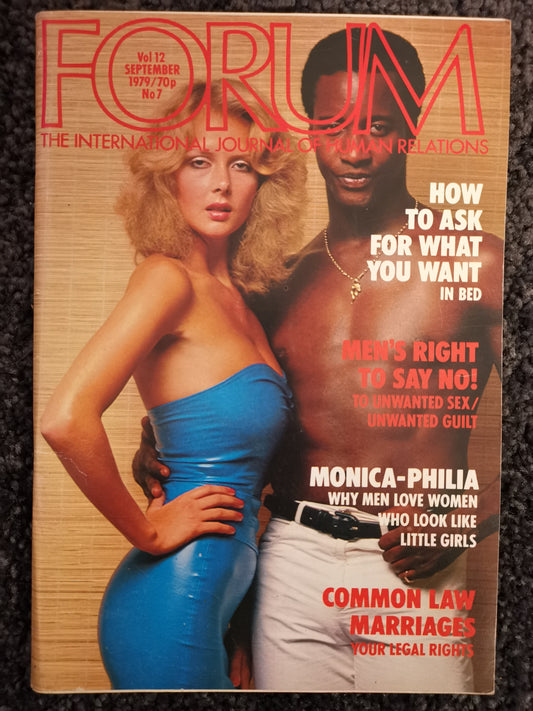 FORUM
Vol 12
SEPTEMBER
1979/70p
No 7
THE INTERNATIONAL JOURNAL OF HUMAN RELATIONS
HOW
TO ASK
FOR WHAT
YOU WANT
IN BED
MEN'S RIGHT
TO SAY NO!
TO UNWANTED SEX/
UNWANTED GUILT
MONICA-PHILIA
WHY MEN LOVE WOMEN
WHO LOOK LIKE
LITTLE GIRLS
COMMON LAW
MARRIAGES
YOUR LEGAL RIGHTS